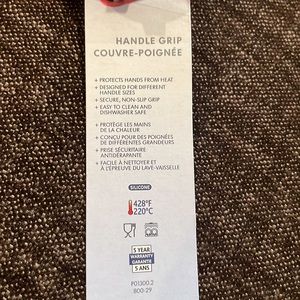 HANDLE GRIP
COUVRE-POIGNÉE
+ PROTECTS HANDS FROM HEAT
+ DESIGNED FOR DIFFERENT
HANDLE SIZES
+ SECURE, NON-SLIP GRIP
+ EASY TO CLEAN AND
DISHWASHER SAFE
+ PROTÈGE LES MAINS
DE LA CHALEUR
+ CONÇU POUR DES POIGNÉES
DE DIFFÉRENTES GRANDEURS
+ PRISE SÉCURITAIRE
ANTIDÉRAPANTE
+ FACILE À NETTOYER ET
À L'ÉPREUVE DU LAVE-VAISSELLE
SILICONE
428°F
220°C
5 YEAR
WARRANTY
GARANTIE
5 ANS
P01300.2
800-29